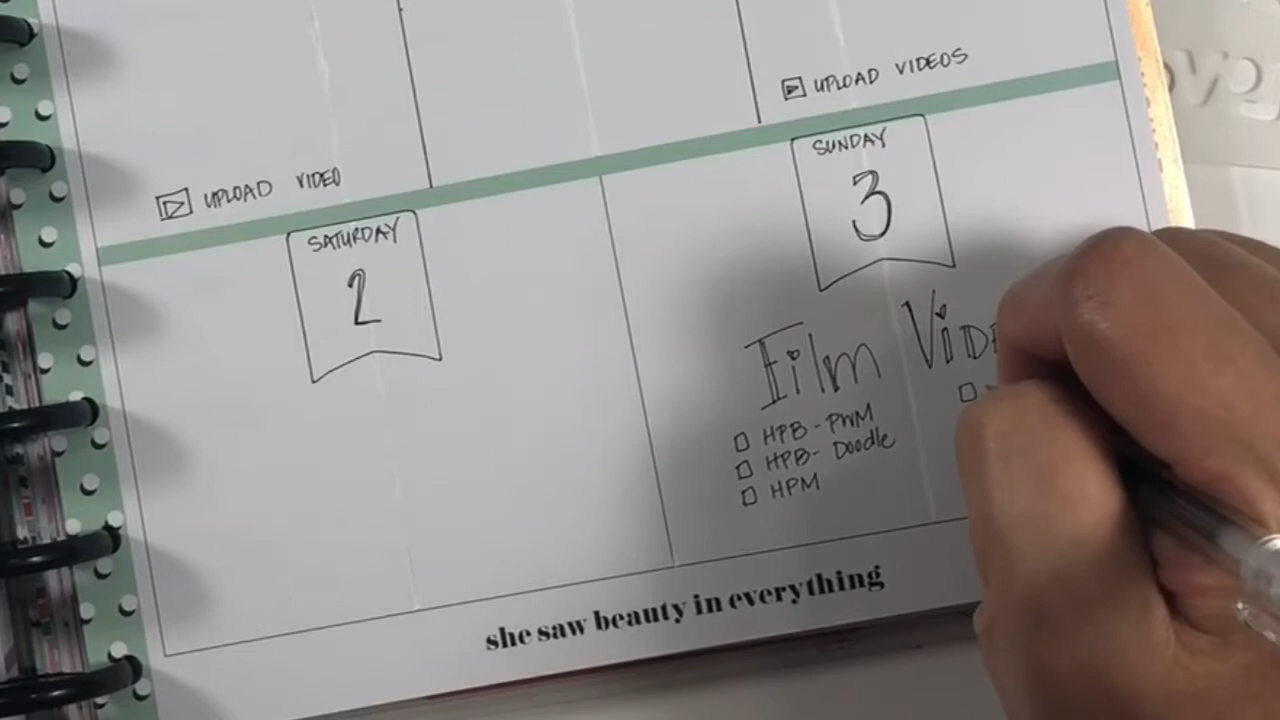 UPLOAD VIDEOS
UPLOAD VIDEO
SATURDAY
2
SUNDAY
3
Film
HPB - PWM
HPB - Doodle
HPM
she saw beauty in everything